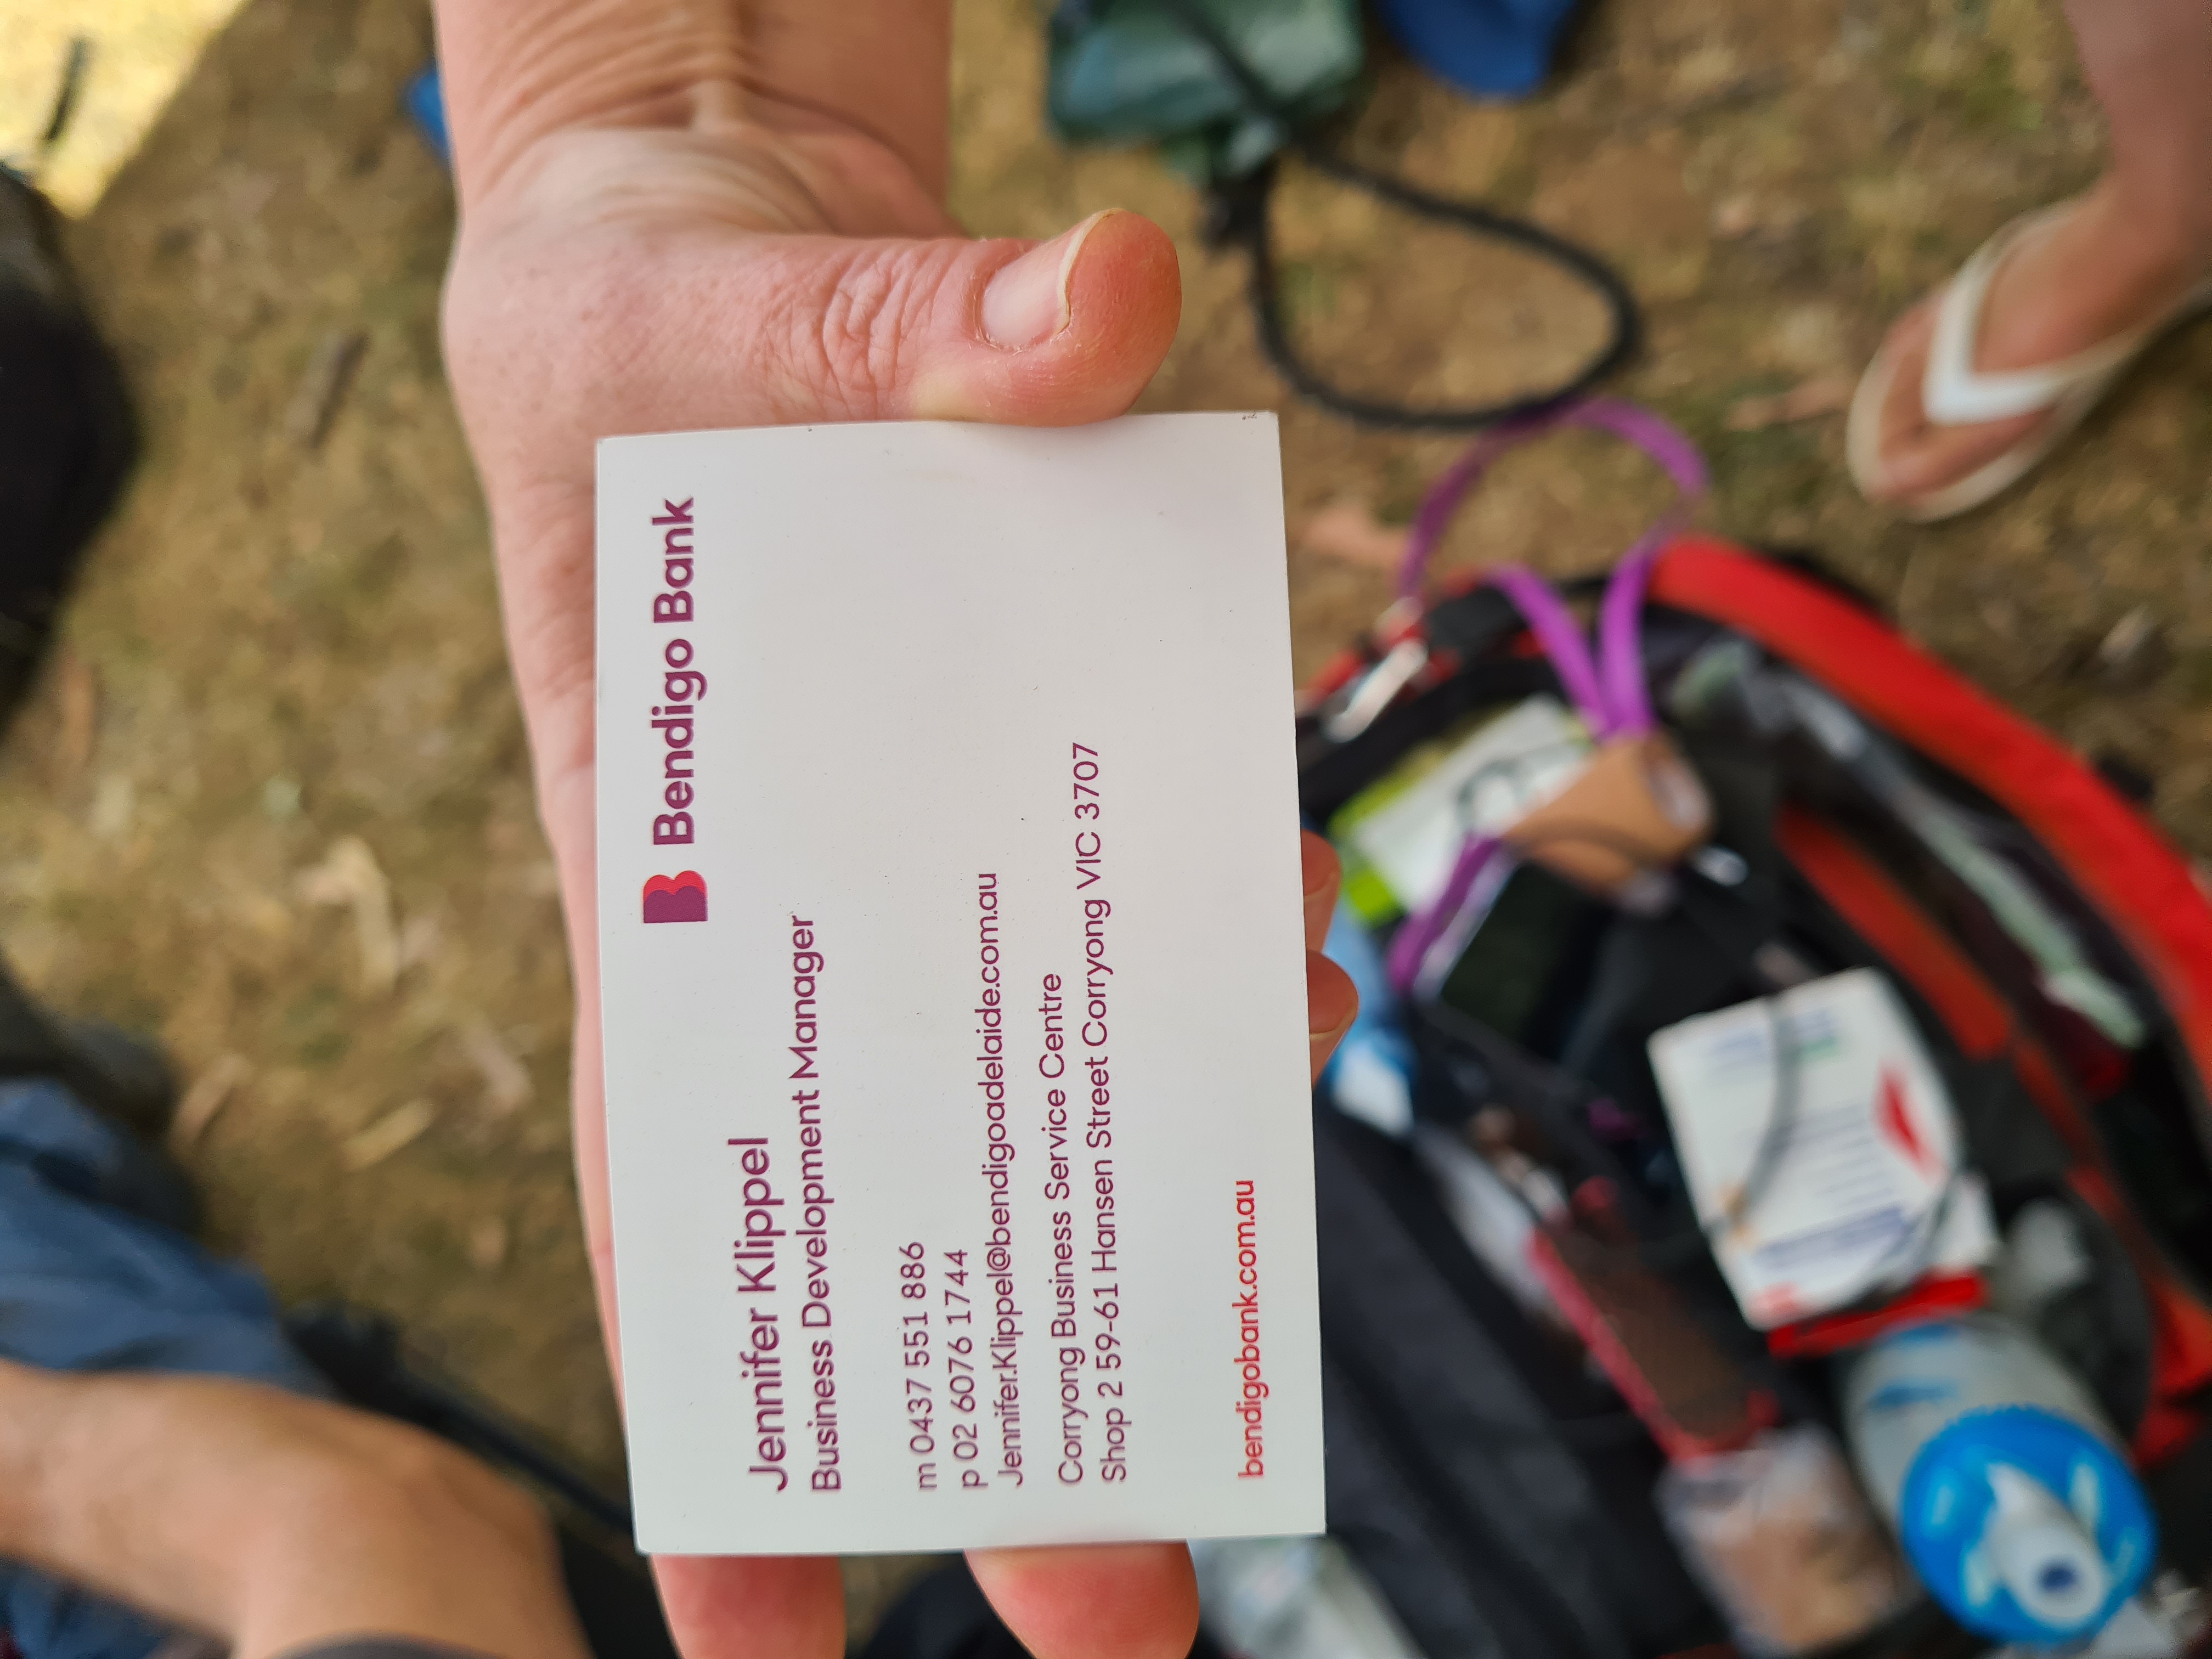 Bendigo Bank
Jennifer Klippel
Business Development Manager
m 0437 551 886
p 02 6076 1744
Jennifer.Klippel@bendigoadelaide.com.au
Corryong Business Service Centre
Shop 2 59-61 Hansen Street Corryong VIC 3707
bendigobank.com.au